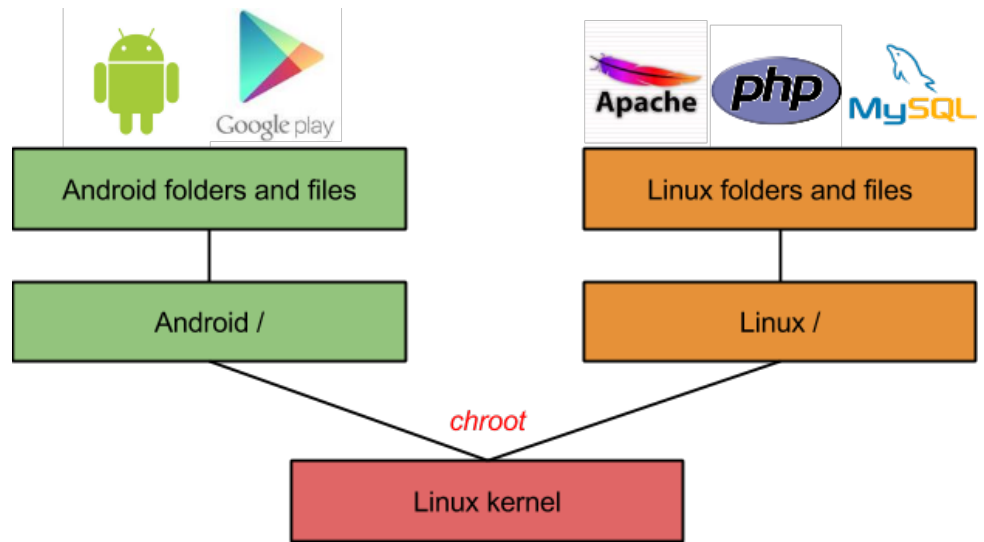 Google play
Apache
php
MySQL
Android folders and files
Linux folders and files
Android /
Linux /
chroot
Linux kernel